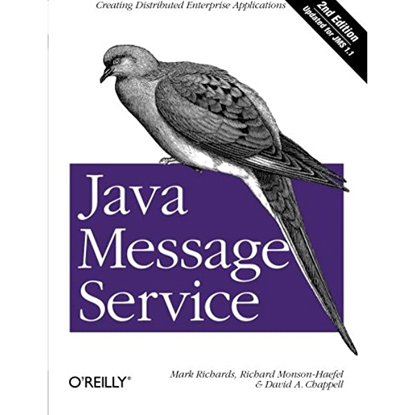 Creating Distributed Enterprise Applications
2nd Edition
Updated for JMS 1.1
Java
Message
Service
O'REILLY®
Mark Richards, Richard Monson-Haefel
& David A. Chappell